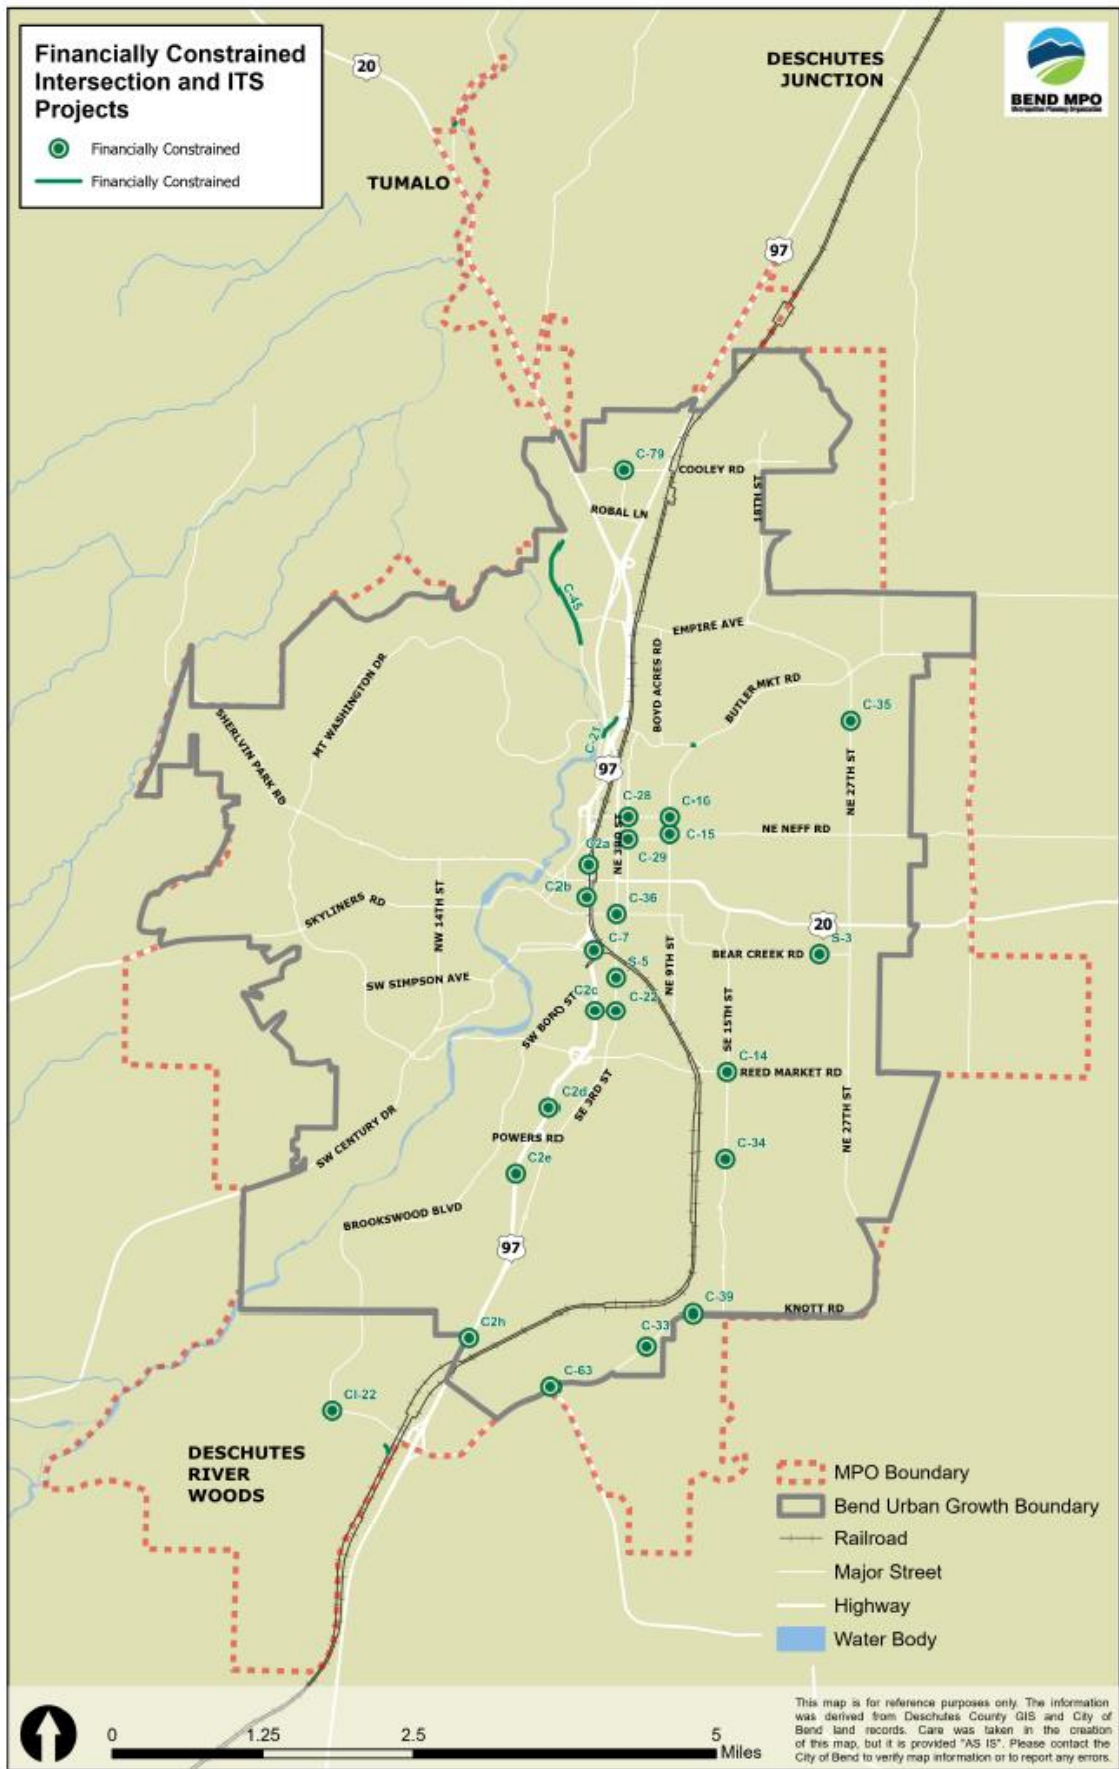 Financially Constrained
Intersection and ITS
Projects
Financially Constrained
Financially Constrained
20
DESCHUTES
JUNCTION
BEND MPO
Metropolitan Planning Organization
TUMALO
97
C-79
COOLEY RD
18TH ST
ROBAL LN
C-45
EMPIRE AVE
BOYD ACRES RD
BUTLER MKT RD
MT WASHINGTON DR
SHERLVIN PARK RD
C-35
C-21
97
NE 27TH ST
C-28
C-16
NE 3RD ST
C-15
NE NEFF RD
C2a
C-29
C2b
C-36
SKYLINERS RD
NW 14TH ST
20
C-7
S-3
BEAR CREEK RD
S-5
NE 9TH ST
SW SIMPSON AVE
C2c
C-22
SW BOND ST
SE 15TH ST
C-14
REED MARKET RD
C2d
SE 3RD ST
NE 27TH ST
SW CENTURY DR
POWERS RD
C2e
C-34
BROOKSWOOD BLVD
97
C-39
KNOTT RD
C2h
C-33
C-63
CI-22
DESCHUTES
RIVER
WOODS
MPO Boundary
Bend Urban Growth Boundary
Railroad
Major Street
Highway
Water Body
0
1.25
2.5
5
Miles
This map is for reference purposes only. The information
was derived from Deschutes County GIS and City of
Bend land records. Care was taken in the creation
of this map, but it is provided "AS IS". Please contact the
City of Bend to verify map information or to report any errors.